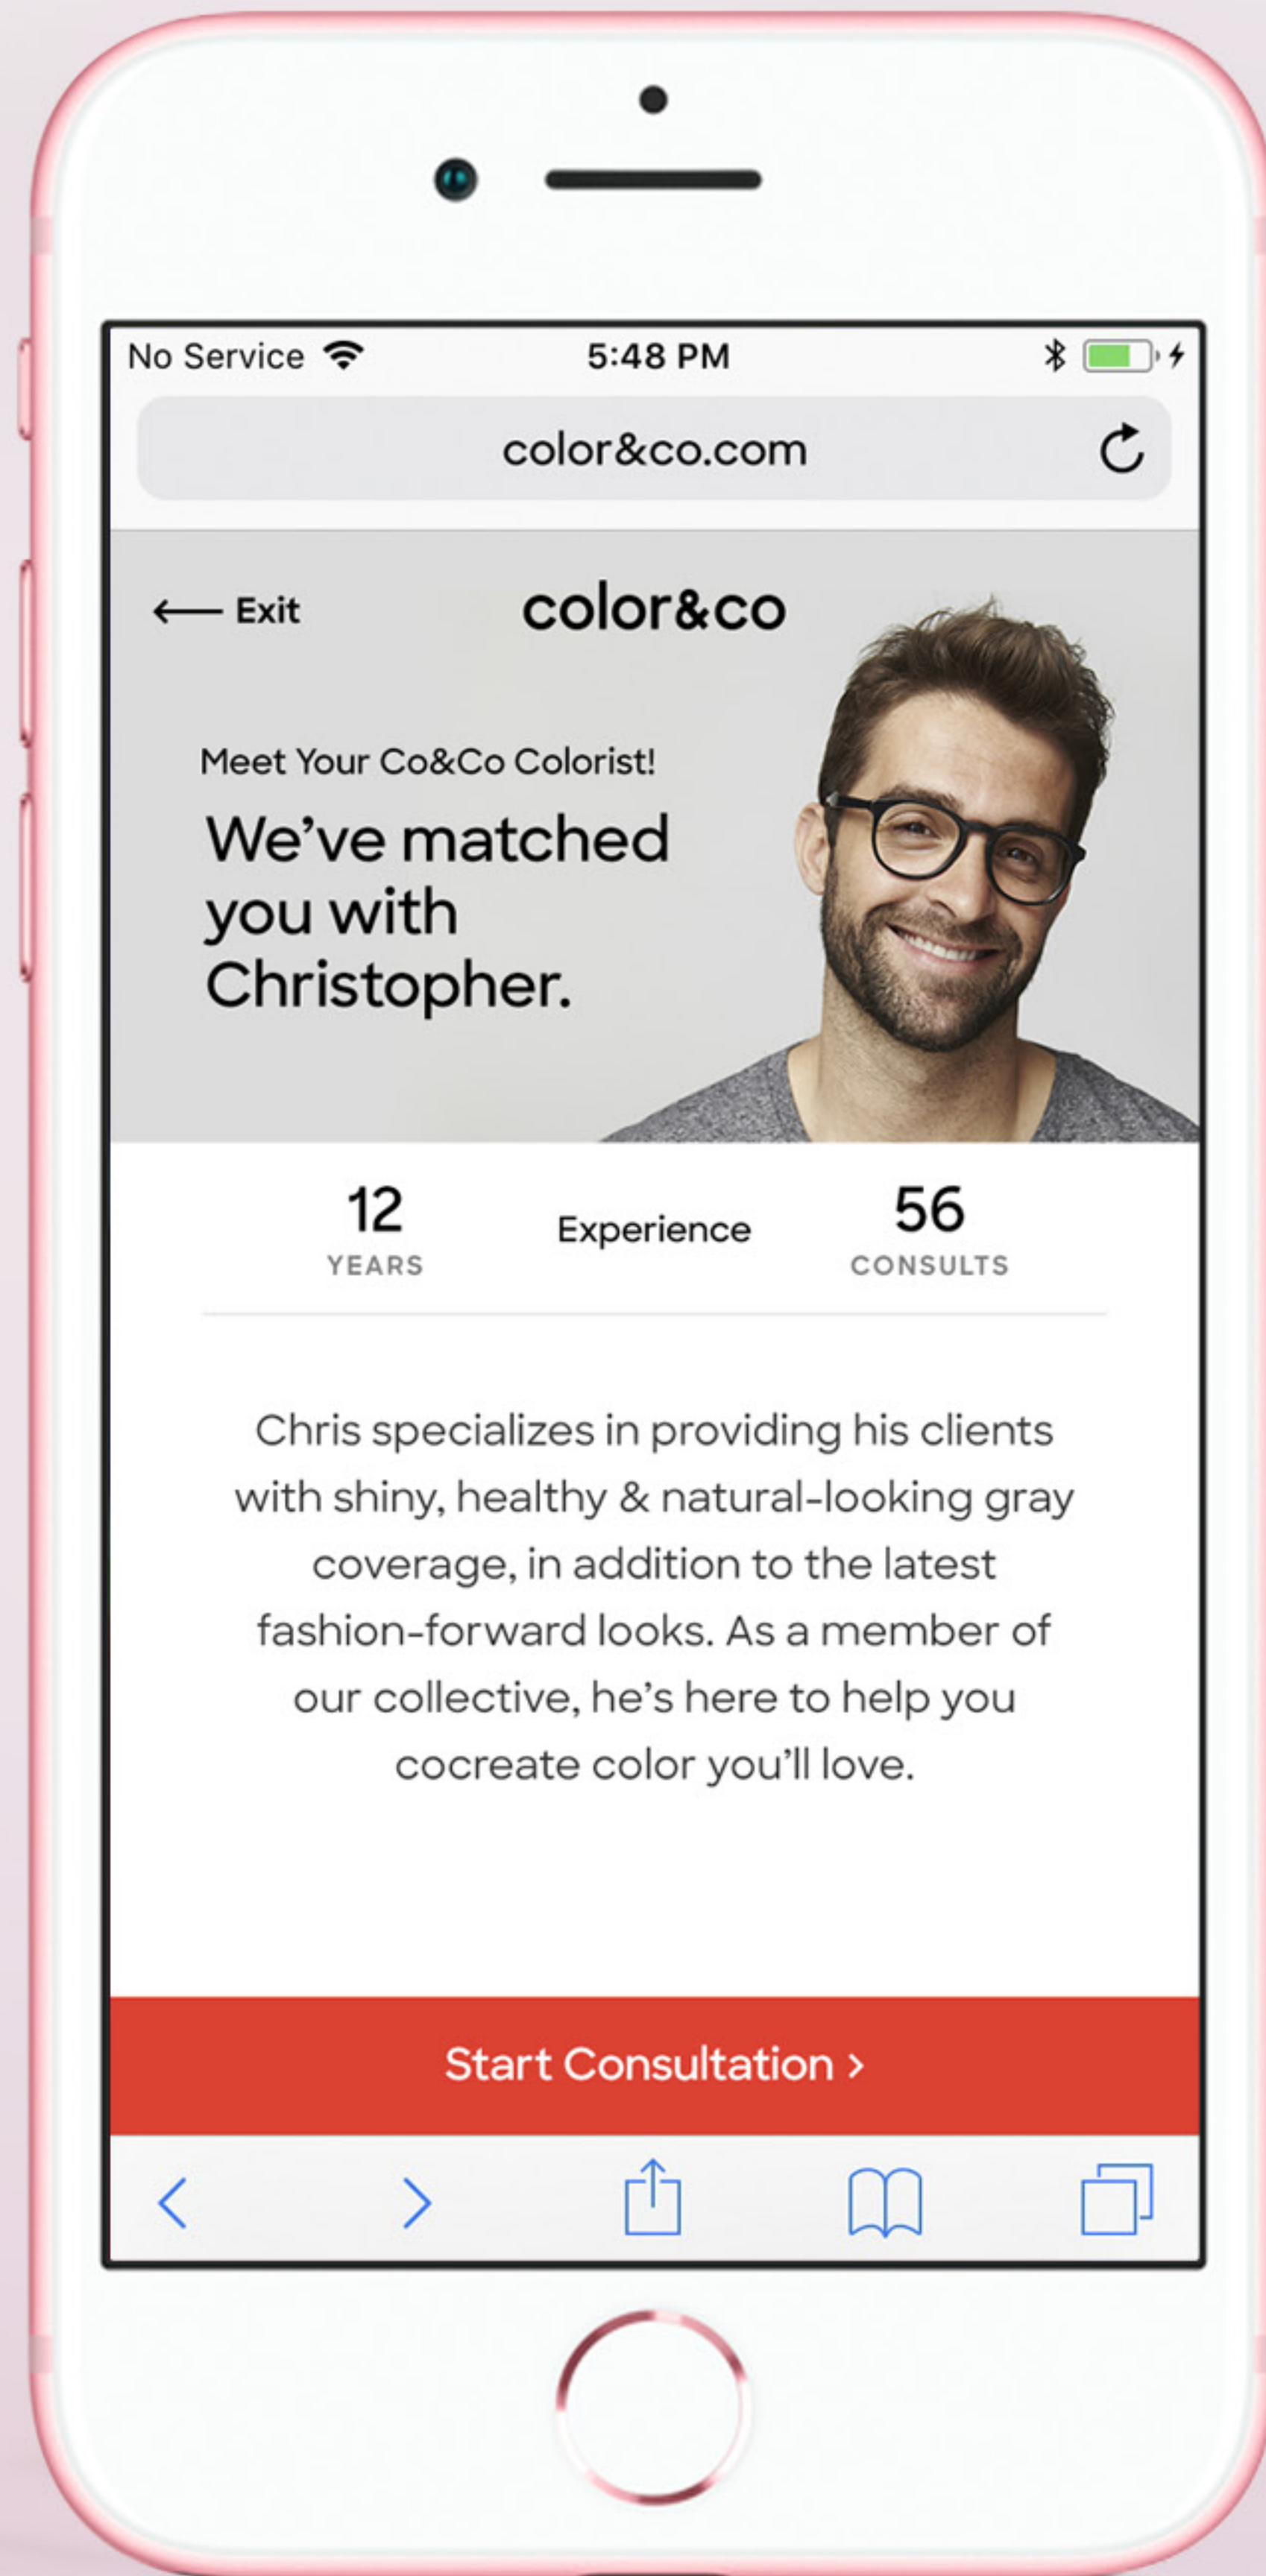 No Service
5:48 PM
color&co.com
← Exit
color&co
Meet Your Co&Co Colorist!
We’ve matched
you with
Christopher.
12
YEARS
Experience
56
CONSULTS
Chris specializes in providing his clients
with shiny, healthy & natural-looking gray
coverage, in addition to the latest
fashion-forward looks. As a member of
our collective, he’s here to help you
cocreate color you’ll love.
Start Consultation >